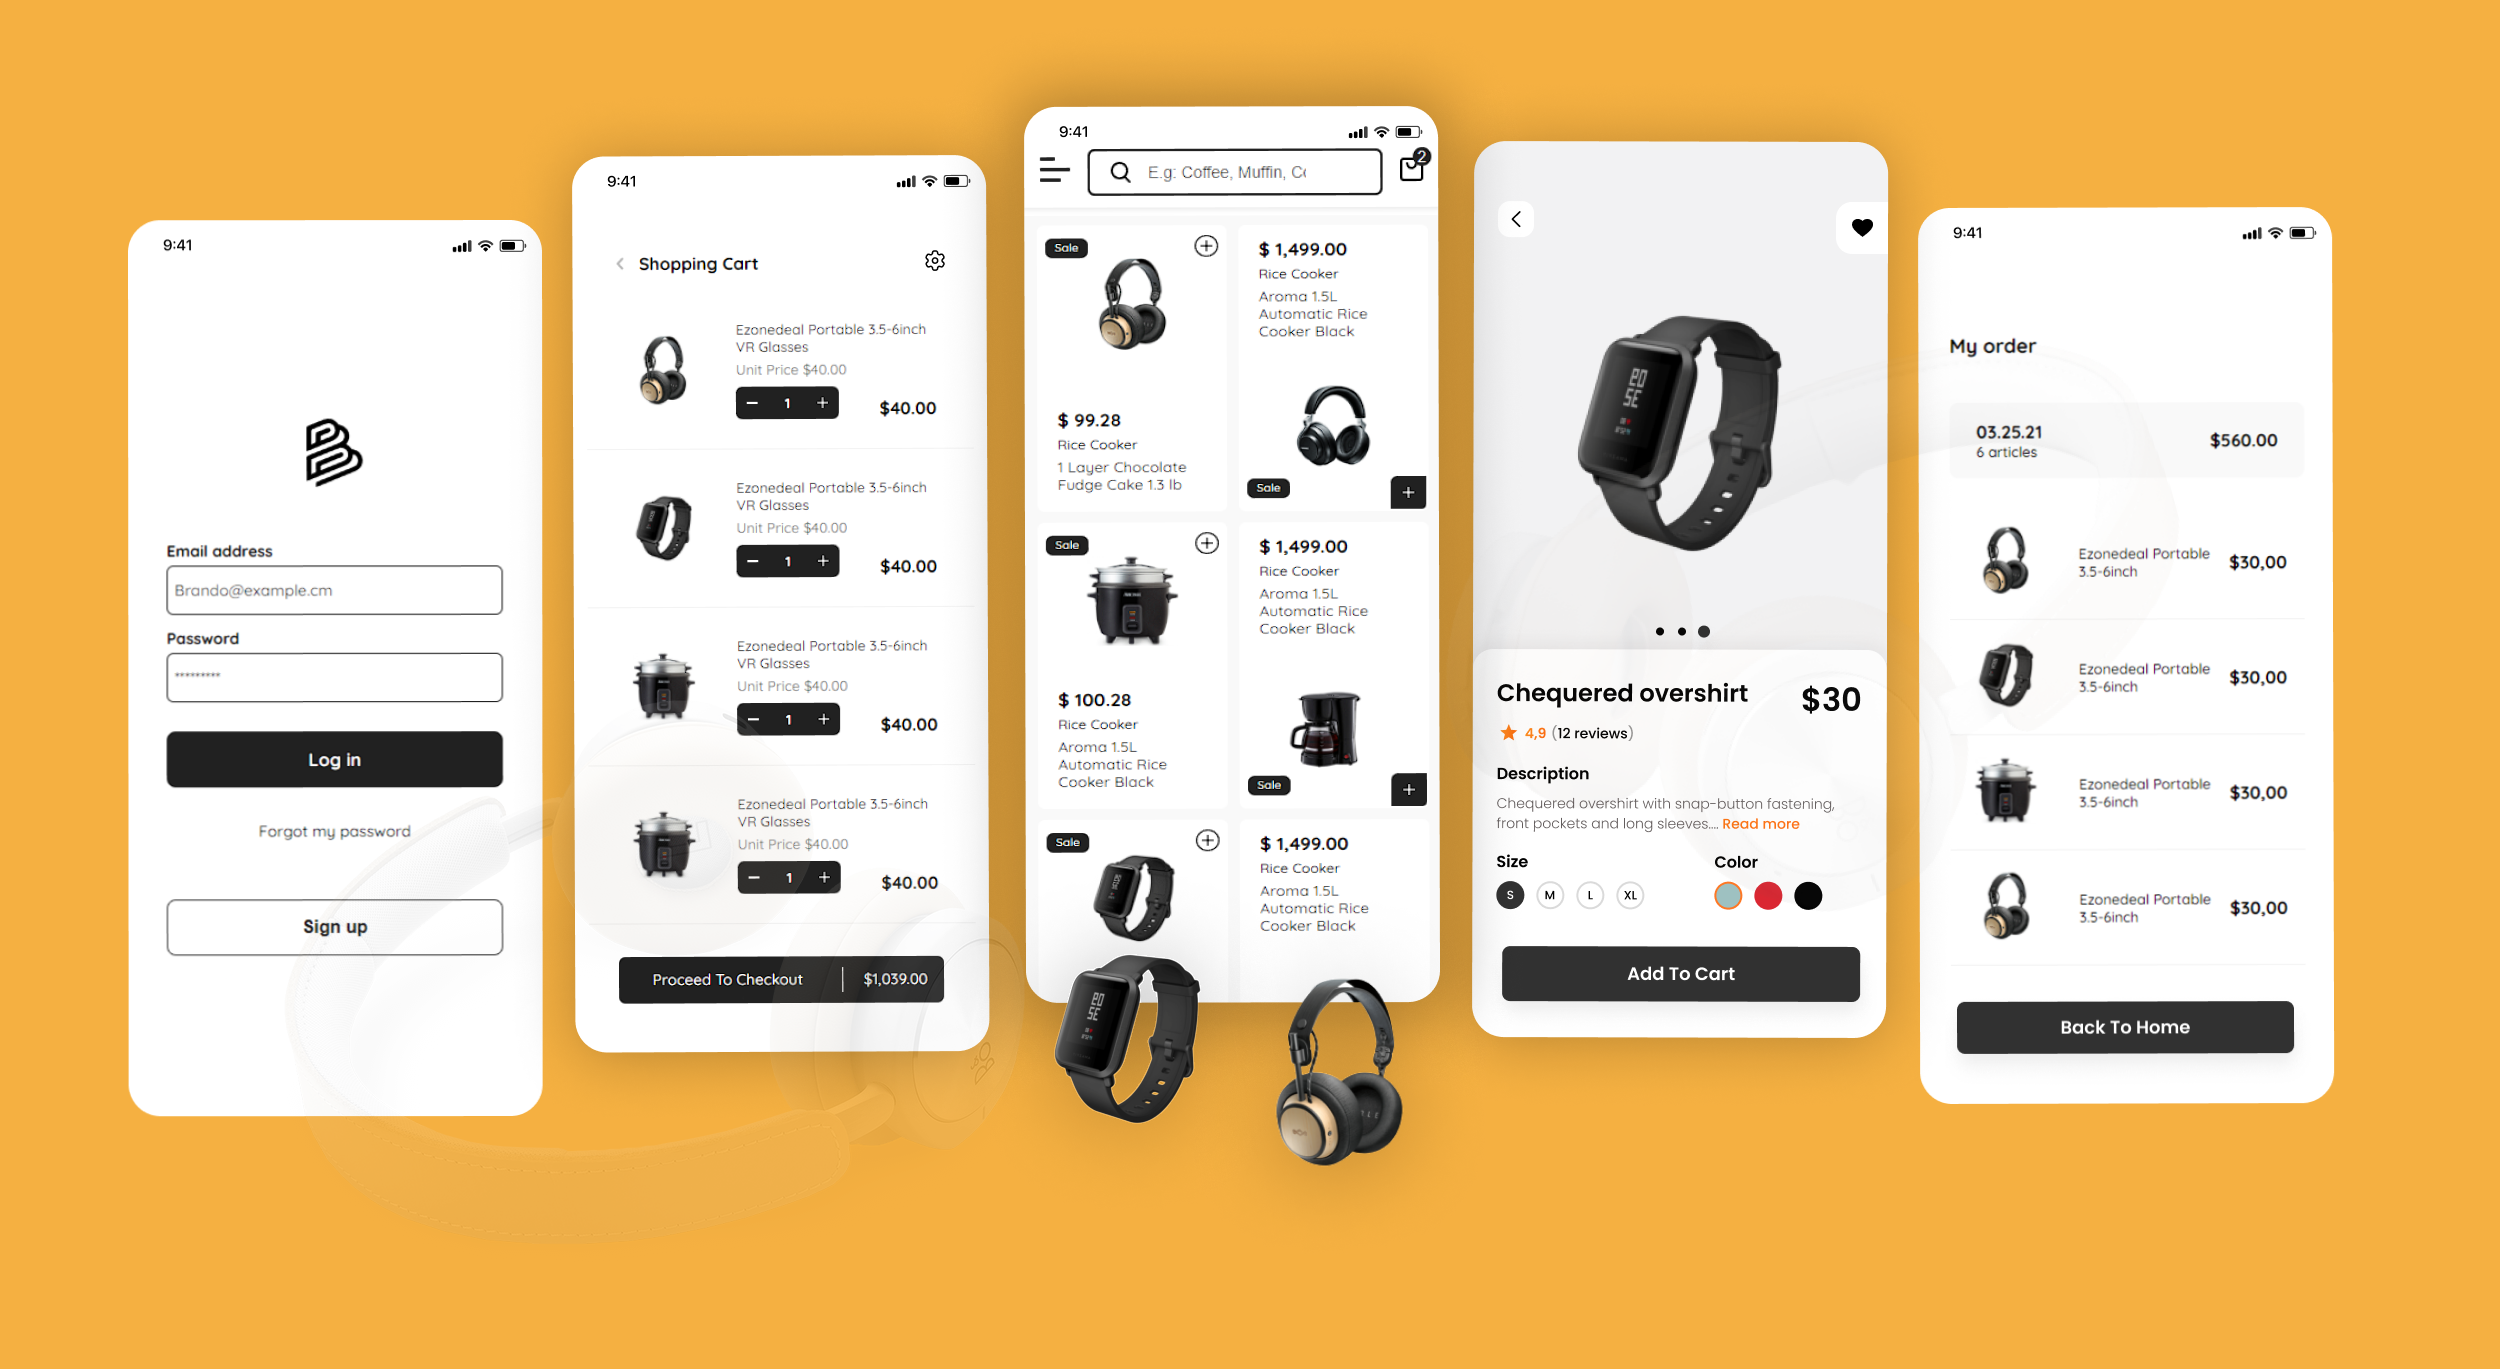 9:41
Email address
Brando@example.cm
Password
*********
Log in
Forgot my password
Sign up
9:41
Shopping Cart
Ezonedeal Portable 3.5-6inch
VR Glasses
Unit Price $40.00
− 1 +
$40.00
Ezonedeal Portable 3.5-6inch
VR Glasses
Unit Price $40.00
− 1 +
$40.00
Ezonedeal Portable 3.5-6inch
VR Glasses
Unit Price $40.00
− 1 +
$40.00
Ezonedeal Portable 3.5-6inch
VR Glasses
Unit Price $40.00
− 1 +
$40.00
Proceed To Checkout | $1,039.00
9:41
E.g: Coffee, Muffin, Co
2
Sale
$ 99.28
Rice Cooker
1 Layer Chocolate
Fudge Cake 1.3 lb
$ 1,499.00
Rice Cooker
Aroma 1.5L
Automatic Rice
Cooker Black
Sale
+
Sale
$ 100.28
Rice Cooker
Aroma 1.5L
Automatic Rice
Cooker Black
$ 1,499.00
Rice Cooker
Aroma 1.5L
Automatic Rice
Cooker Black
Sale
+
Sale
$ 1,499.00
Rice Cooker
Aroma 1.5L
Automatic Rice
Cooker Black
Chequered overshirt
$30
4,9 (12 reviews)
Description
Chequered overshirt with snap-button fastening,
front pockets and long sleeves.... Read more
Size
S M L XL
Color
Add To Cart
9:41
My order
03.25.21
6 articles
$560.00
Ezonedeal Portable
3.5-6inch
$30,00
Ezonedeal Portable
3.5-6inch
$30,00
Ezonedeal Portable
3.5-6inch
$30,00
Ezonedeal Portable
3.5-6inch
$30,00
Back To Home